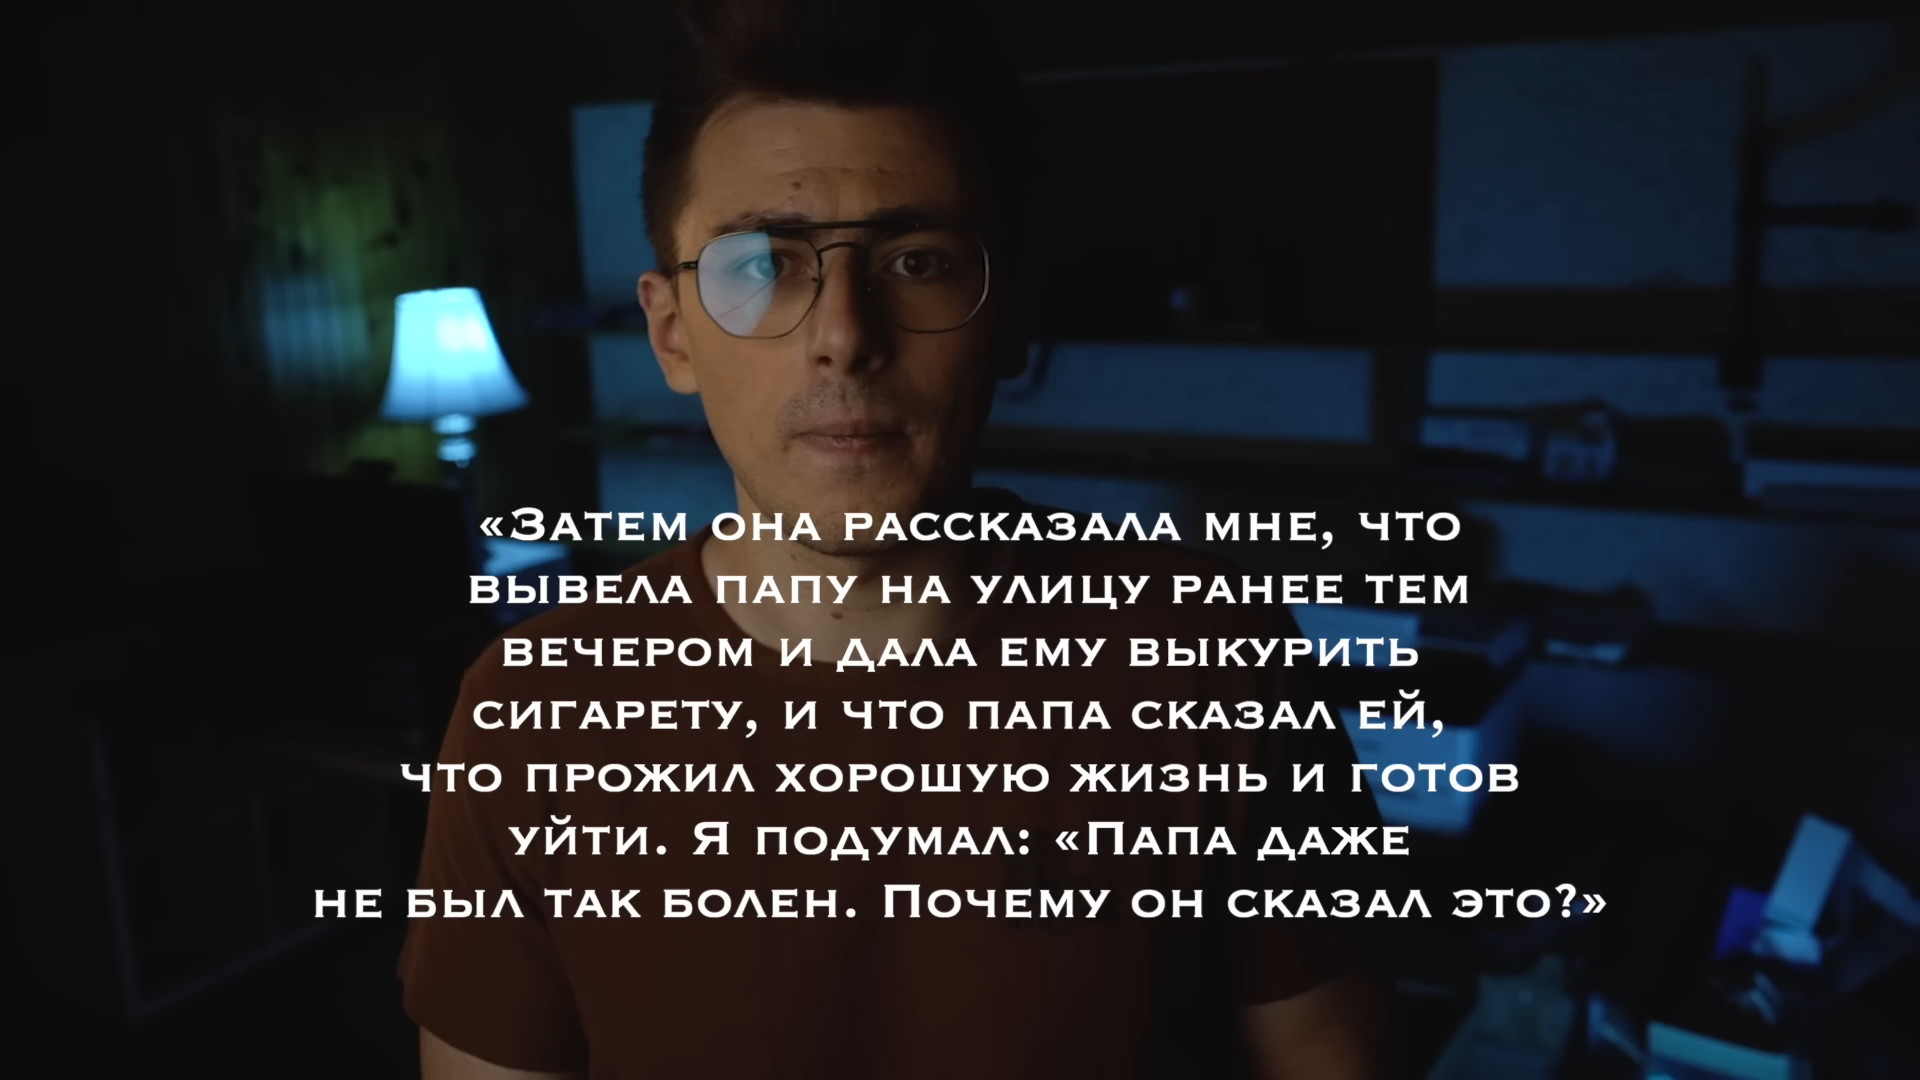 «Затем она рассказала мне, что
вывела папу на улицу ранее тем
вечером и дала ему выкурить
сигарету, и что папа сказал ей,
что прожил хорошую жизнь и готов
уйти. Я подумал: «Папа даже
не был так болен. Почему он сказал это?»